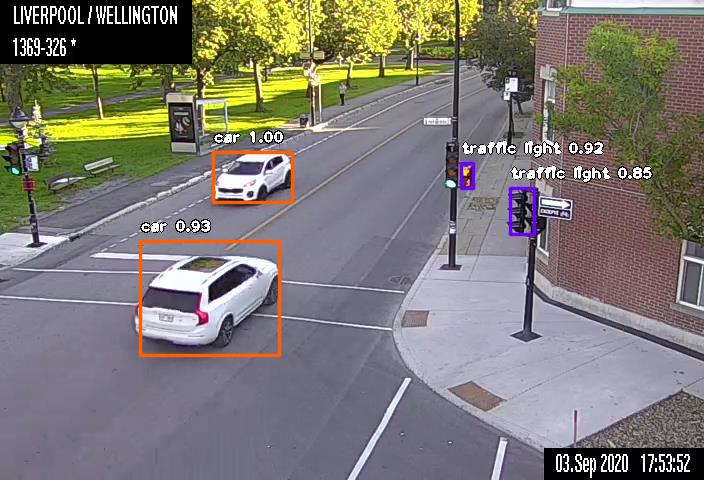 LIVERPOOL / WELLINGTON
1369-326 *
car 1.00
traffic light 0.92
traffic light 0.85
EXCEPTÉ
car 0.93
03.Sep 2020 17:53:52